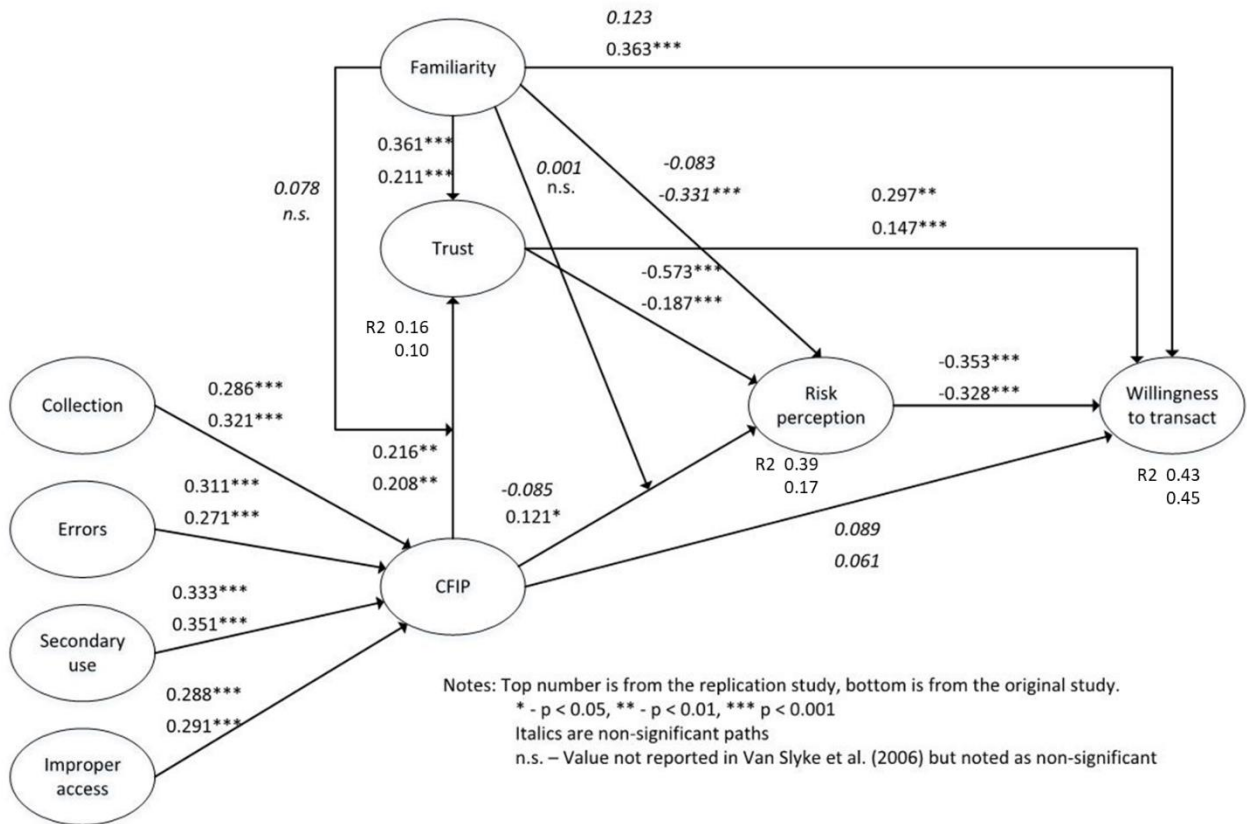 0.123
0.363***
Familiarity
0.361***
0.211***
0.001
n.s.
-0.083
-0.331***
0.078
n.s.
0.297**
0.147***
Trust
-0.573***
-0.187***
R2 0.16
0.10
Collection
0.286***
0.321***
0.216**
0.208**
Risk
perception
R2 0.39
0.17
-0.353***
-0.328***
Willingness
to transact
R2 0.43
0.45
Errors
0.311***
0.271***
-0.085
0.121*
0.089
0.061
CFIP
Secondary
use
0.333***
0.351***
Improper
access
0.288***
0.291***
Notes: Top number is from the replication study, bottom is from the original study.
* - p < 0.05, ** - p < 0.01, *** p < 0.001
Italics are non-significant paths
n.s. – Value not reported in Van Slyke et al. (2006) but noted as non-significant